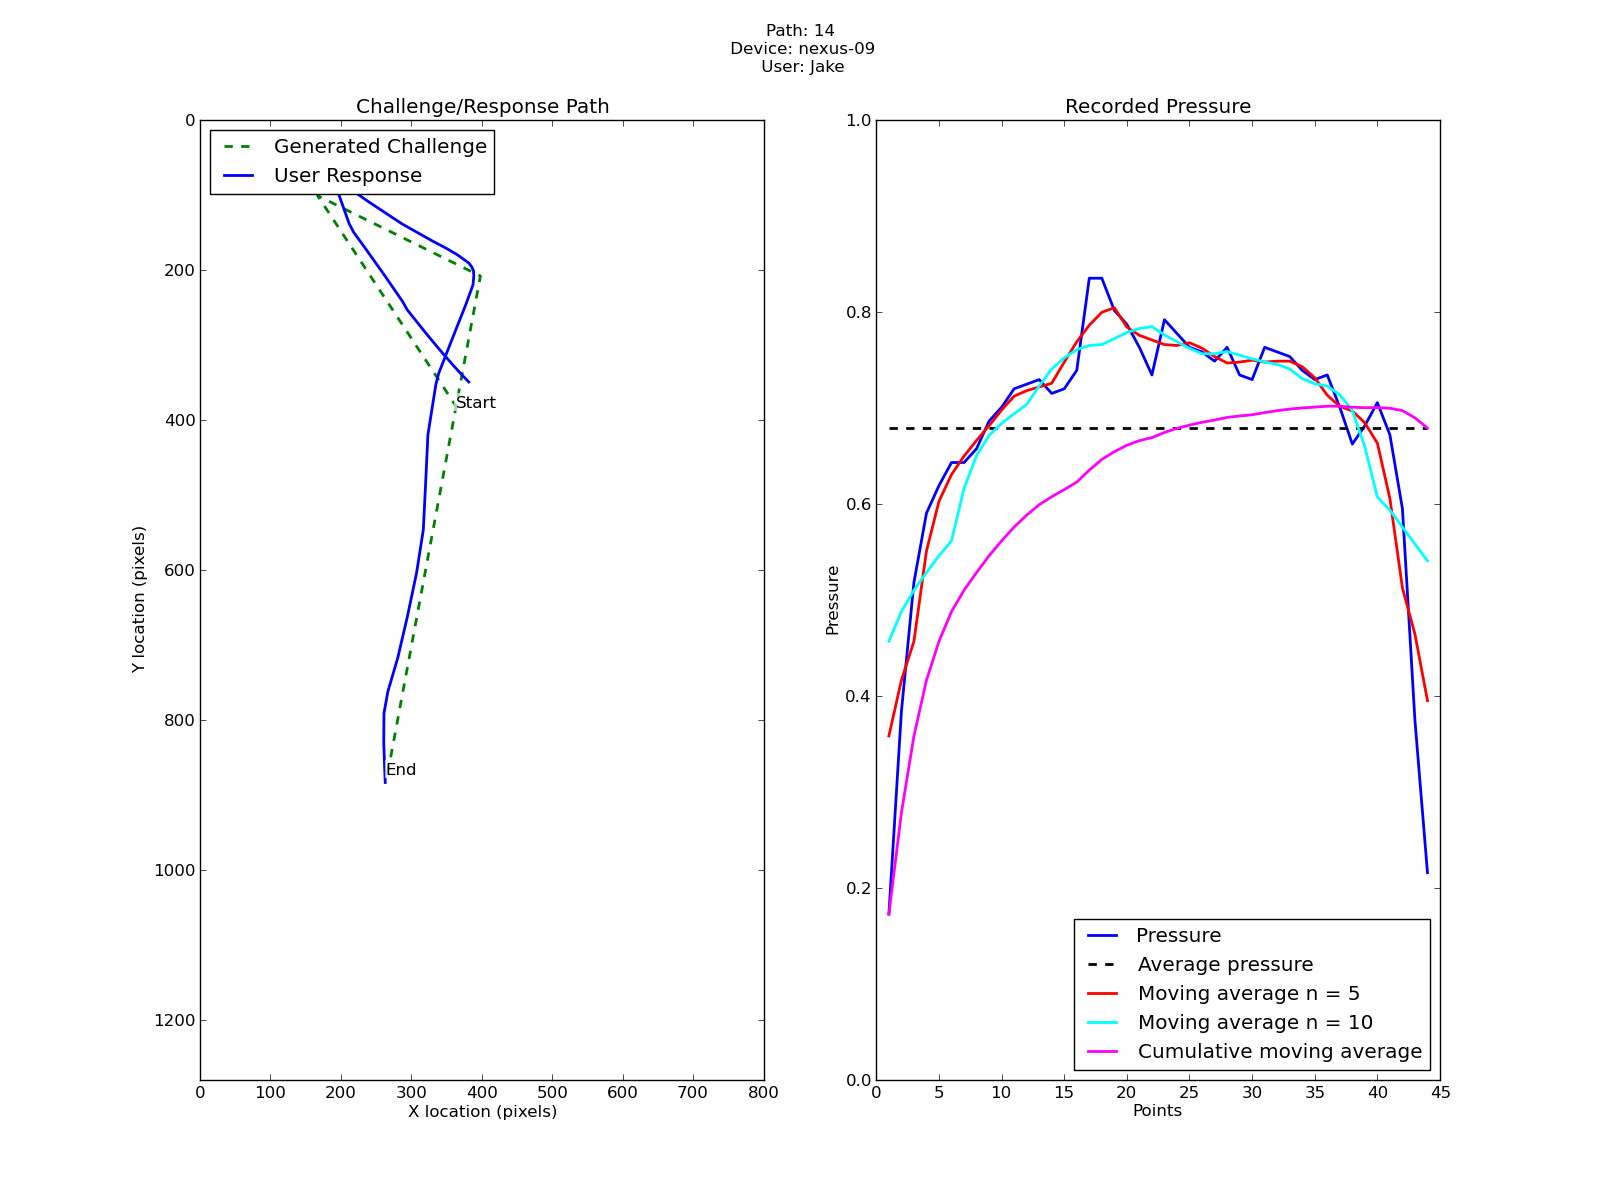 Path: 14
Device: nexus-09
User: Jake
Challenge/Response Path
Generated Challenge
User Response
0
200
400
600
800
1000
1200
Y location (pixels)
Start
End
0 100 200 300 400 500 600 700 800
X location (pixels)
Recorded Pressure
1.0
0.8
0.6
0.4
0.2
0.0
Pressure
Pressure
Average pressure
Moving average n = 5
Moving average n = 10
Cumulative moving average
0 5 10 15 20 25 30 35 40 45
Points